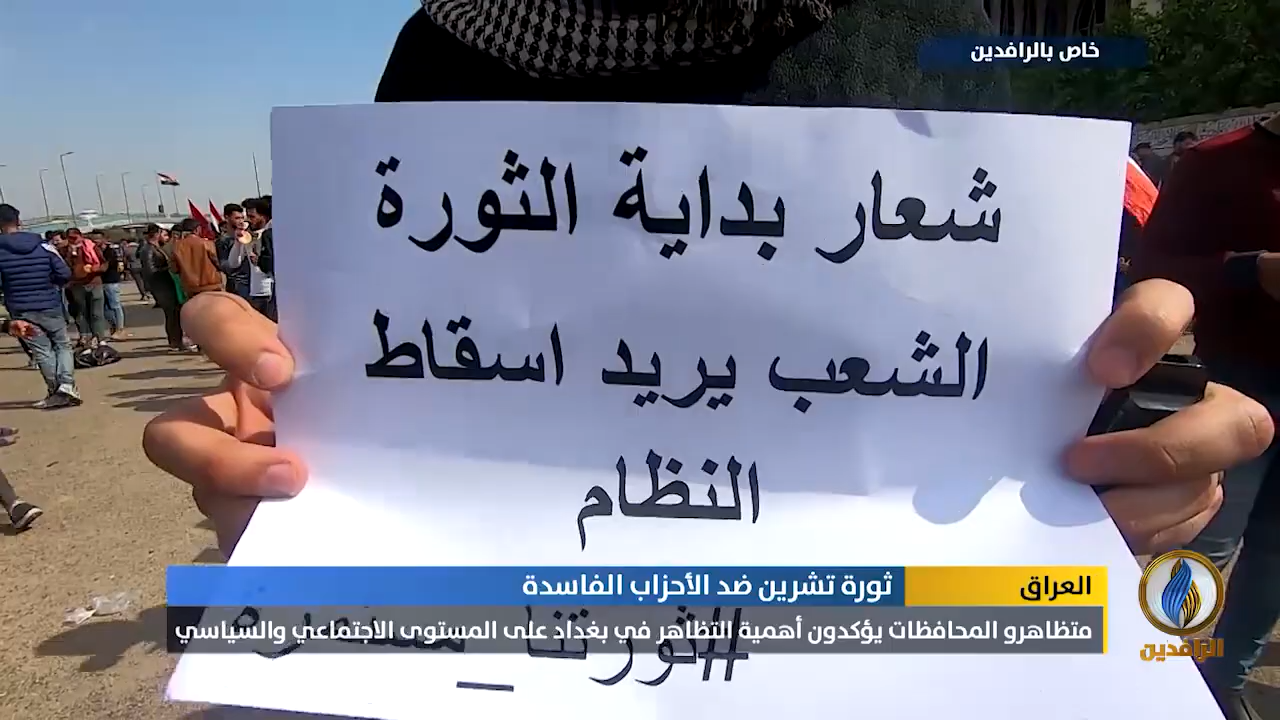 خاص بالرافدين
شعار بداية الثورة
الشعب يريد اسقاط
النظام
العراق
ثورة تشرين ضد الأحزاب الفاسدة
متظاهرو المحافظات يؤكدون أهمية التظاهر في بغداد على المستوى الاجتماعي والسياسي
#ثورتنا_
الرافدين